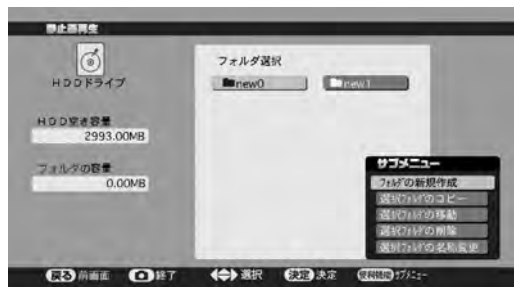 静止画再生
HDDドライブ
HDD空き容量
2993.00MB
フォルダの容量
0.00MB
フォルダ選択
new0
new1
サブメニュー
フォルダの新規作成
選択フォルダのコピー
選択フォルダの移動
選択フォルダの削除
選択フォルダの名称変更
戻る 前画面 終了 選択 決定 決定 便利機能 サブメニュー